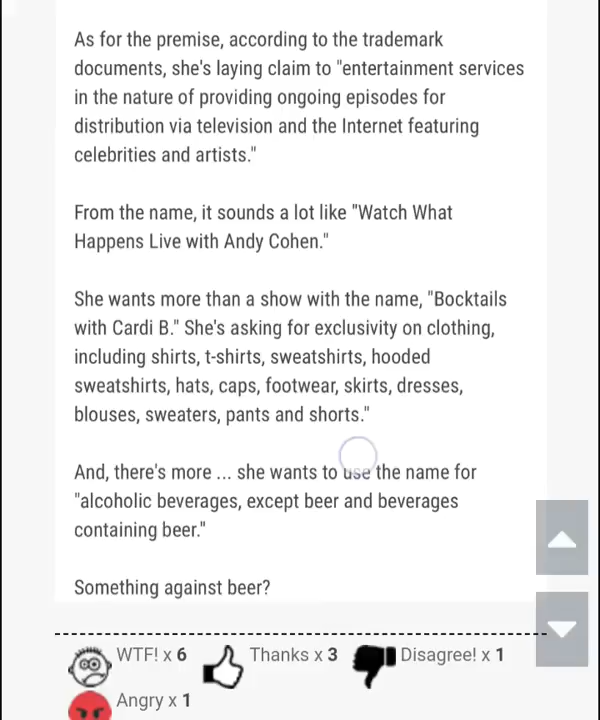 As for the premise, according to the trademark
documents, she's laying claim to "entertainment services
in the nature of providing ongoing episodes for
distribution via television and the Internet featuring
celebrities and artists."
From the name, it sounds a lot like "Watch What
Happens Live with Andy Cohen."
She wants more than a show with the name, "Bocktails
with Cardi B." She's asking for exclusivity on clothing,
including shirts, t-shirts, sweatshirts, hooded
sweatshirts, hats, caps, footwear, skirts, dresses,
blouses, sweaters, pants and shorts."
And, there's more ... she wants to use the name for
"alcoholic beverages, except beer and beverages
containing beer."
Something against beer?
WTF! x 6 Thanks x 3 Disagree! x 1
Angry x 1